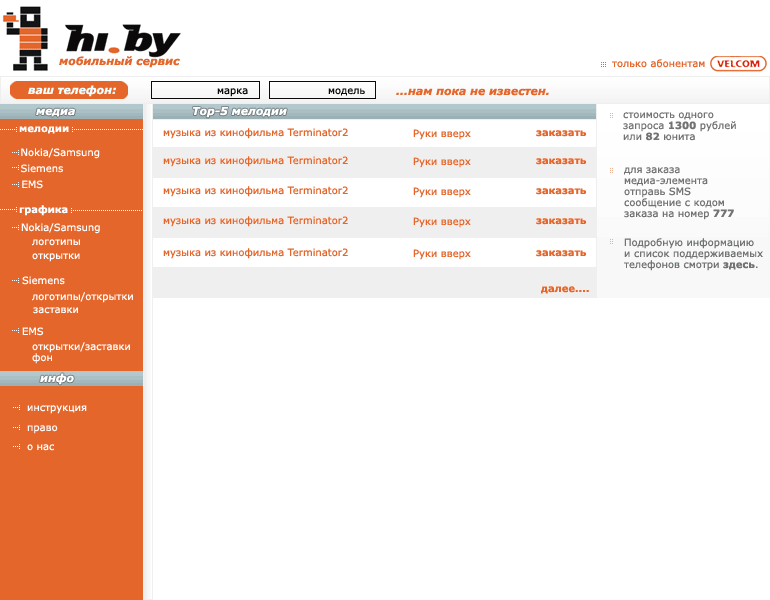 hi.by
мобильный сервис
только абонентам VELCOM
ваш телефон: марка модель ...нам пока не известен.
медиа
мелодии
Nokia/Samsung
Siemens
EMS
графика
Nokia/Samsung
логотипы
открытки
Siemens
логотипы/открытки
заставки
EMS
открытки/заставки
фон
инфо
инструкция
право
о нас
Top-5 мелодии
музыка из кинофильма Terminator2 Руки вверх заказать
музыка из кинофильма Terminator2 Руки вверх заказать
музыка из кинофильма Terminator2 Руки вверх заказать
музыка из кинофильма Terminator2 Руки вверх заказать
музыка из кинофильма Terminator2 Руки вверх заказать
далее....
стоимость одного
запроса 1300 рублей
или 82 юнита
для заказа
медиа-элемента
отправь SMS
сообщение с кодом
заказа на номер 777
Подробную информацию
и список поддерживаемых
телефонов смотри здесь.